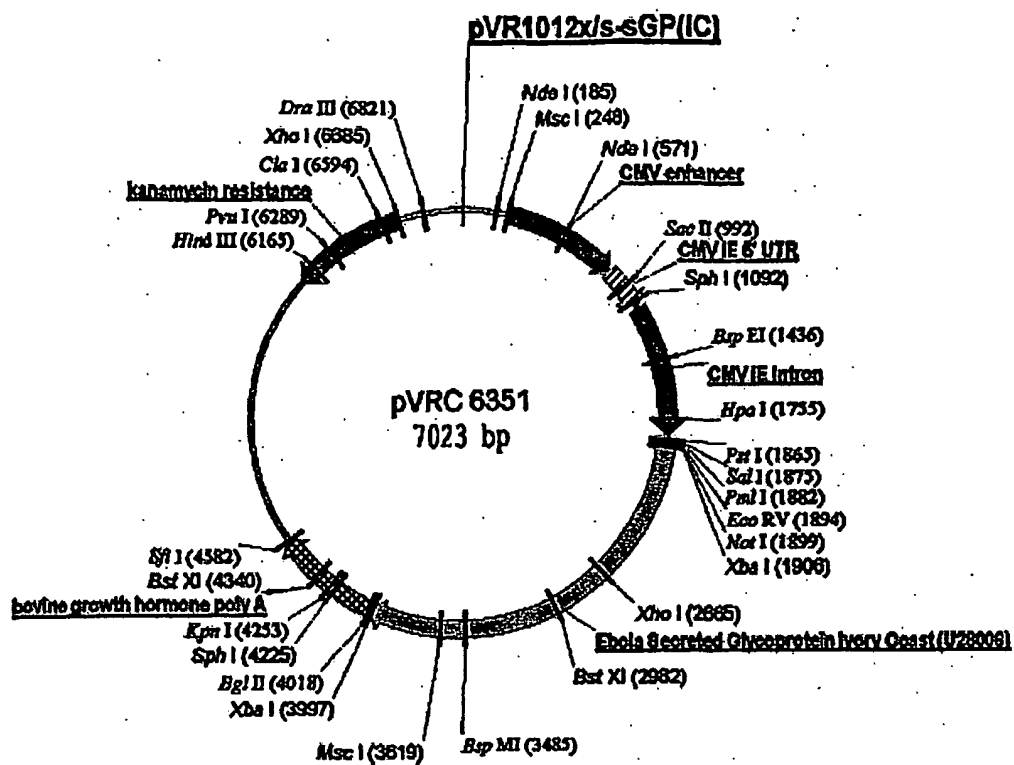 pVR1012x/s-sGP(IC)
Nde I (185)
Msc I (248)
Nde I (571)
CMV enhancer
Sac II (992)
CMV IE 5' UTR
Sph I (1092)
Bsp EI (1436)
CMV IE Intron
Hpa I (1755)
Pst I (1865)
Sal I (1875)
Pml I (1882)
Eco RV (1894)
Not I (1899)
Xba I (1906)
Xho I (2665)
Ebola Secreted Glycoprotein Ivory Coast (U28006)
Bst XI (2982)
Bsp MI (3485)
Msc I (3619)
Xba I (3997)
Bgl II (4018)
Sph I (4225)
Kpn I (4253)
bovine growth hormone poly A
Bst XI (4340)
Sfi I (4582)
Hind III (6165)
Pvu I (6289)
kanamycin resistance
Cla I (6594)
Xho I
Dra III (6821)
pVRC 6351
7023 bp